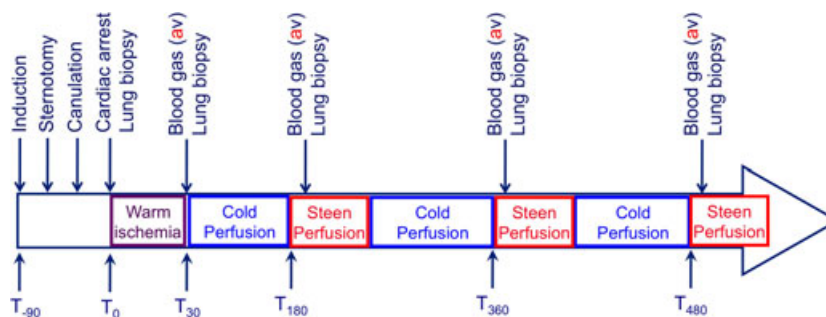 Induction
Sternotomy
Canulation
Cardiac arrest
Lung biopsy
Blood gas (av)
Lung biopsy
Blood gas (av)
Lung biopsy
Blood gas (av)
Lung biopsy
Blood gas (av)
Lung biopsy
Warm
ischemia
Cold
Perfusion
Steen
Perfusion
Cold
Perfusion
Steen
Perfusion
Cold
Perfusion
Steen
Perfusion
T-90
T0
T30
T180
T360
T480